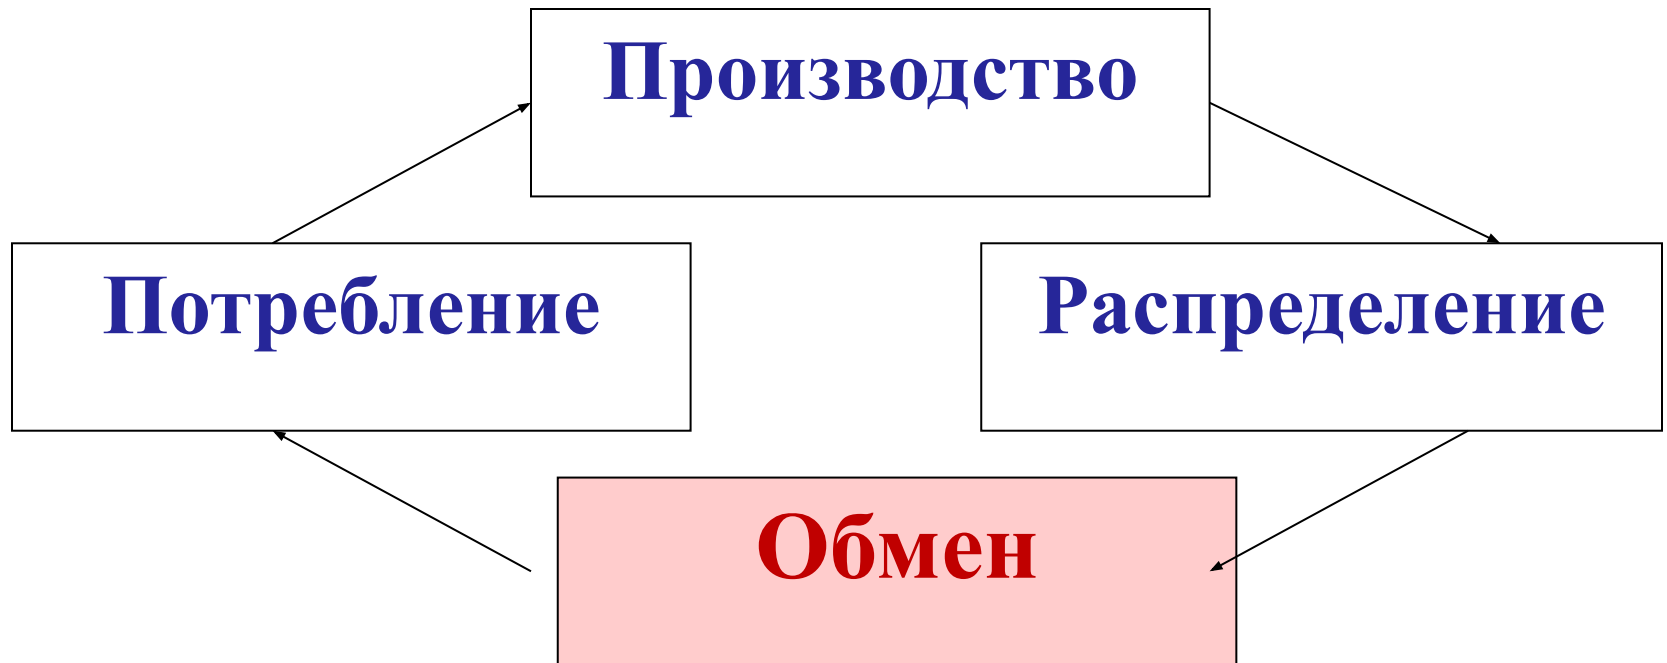 Производство
Потребление
Распределение
Обмен